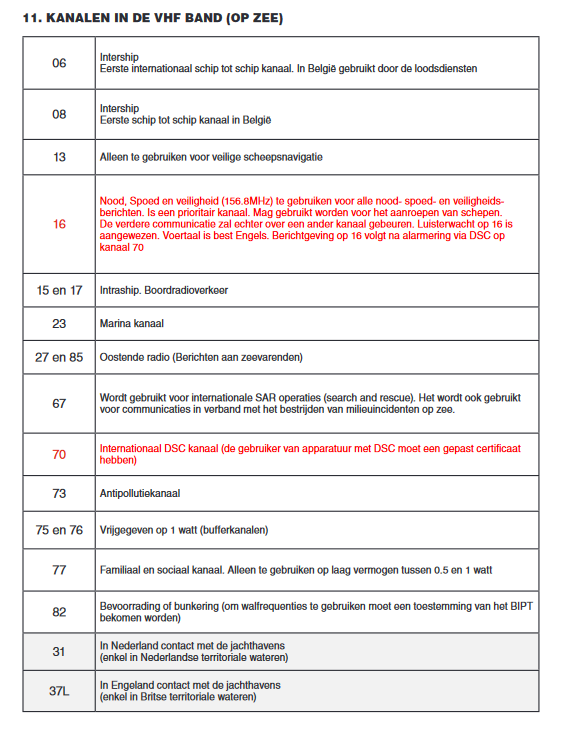 11. KANALEN IN DE VHF BAND (OP ZEE)
06
Intership
Eerste internationaal schip tot schip kanaal. In België gebruikt door de loodsdiensten
08
Intership
Eerste schip tot schip kanaal in België
13
Alleen te gebruiken voor veilige scheepsnavigatie
16
Nood, Spoed en veiligheid (156.8MHz) te gebruiken voor alle nood- spoed- en veiligheids-
berichten. Is een prioritair kanaal. Mag gebruikt worden voor het aanroepen van schepen.
De verdere communicatie zal echter over een ander kanaal gebeuren. Luisterwacht op 16 is
aangewezen. Voertaal is best Engels. Berichtgeving op 16 volgt na alarmering via DSC op
kanaal 70
15 en 17
Intraship. Boordradioverkeer
23
Marina kanaal
27 en 85
Oostende radio (Berichten aan zeevarenden)
67
Wordt gebruikt voor internationale SAR operaties (search and rescue). Het wordt ook gebruikt
voor communicaties in verband met het bestrijden van milieuincidenten op zee.
70
Internationaal DSC kanaal (de gebruiker van apparatuur met DSC moet een gepast certificaat
hebben)
73
Antipollutiekanaal
75 en 76
Vrijgegeven op 1 watt (bufferkanalen)
77
Familiaal en sociaal kanaal. Alleen te gebruiken op laag vermogen tussen 0.5 en 1 watt
82
Bevoorrading of bunkering (om walfrequenties te gebruiken moet een toestemming van het BIPT
bekomen worden)
31
In Nederland contact met de jachthavens
(enkel in Nederlandse territoriale wateren)
37L
In Engeland contact met de jachthavens
(enkel in Britse territoriale wateren)